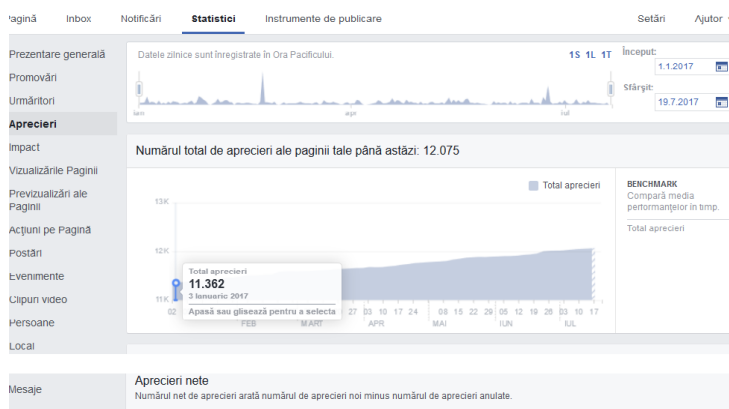 Pagină Inbox Notificări Statistici Instrumente de publicare Setări Ajutor
Prezentare generală
Promovări
Urmăritori
Aprecieri
Impact
Vizualizările Paginii
Previzualizări ale
Paginii
Acțiuni pe Pagină
Postări
Evenimente
Clipuri video
Persoane
Local
Mesaje
Datele zilnice sunt înregistrate în Ora Pacificului.
1S 1L 1T
Început:
1.1.2017
Sfârșit:
19.7.2017
ian apr iul
Numărul total de aprecieri ale paginii tale până astăzi: 12.075
Total aprecieri
BENCHMARK
Compară media
performanțelor în timp.
Total aprecieri
13K
12K
11K
Total aprecieri
11.362
3 Ianuarie 2017
Apasă sau glisează pentru a selecta
02 27 03 10 17 24 08 15 22 29 05 12 19 26 03 10 17
FEB MART APR MAI IUN IUL
Aprecieri nete
Numărul net de aprecieri arată numărul de aprecieri noi minus numărul de aprecieri anulate.